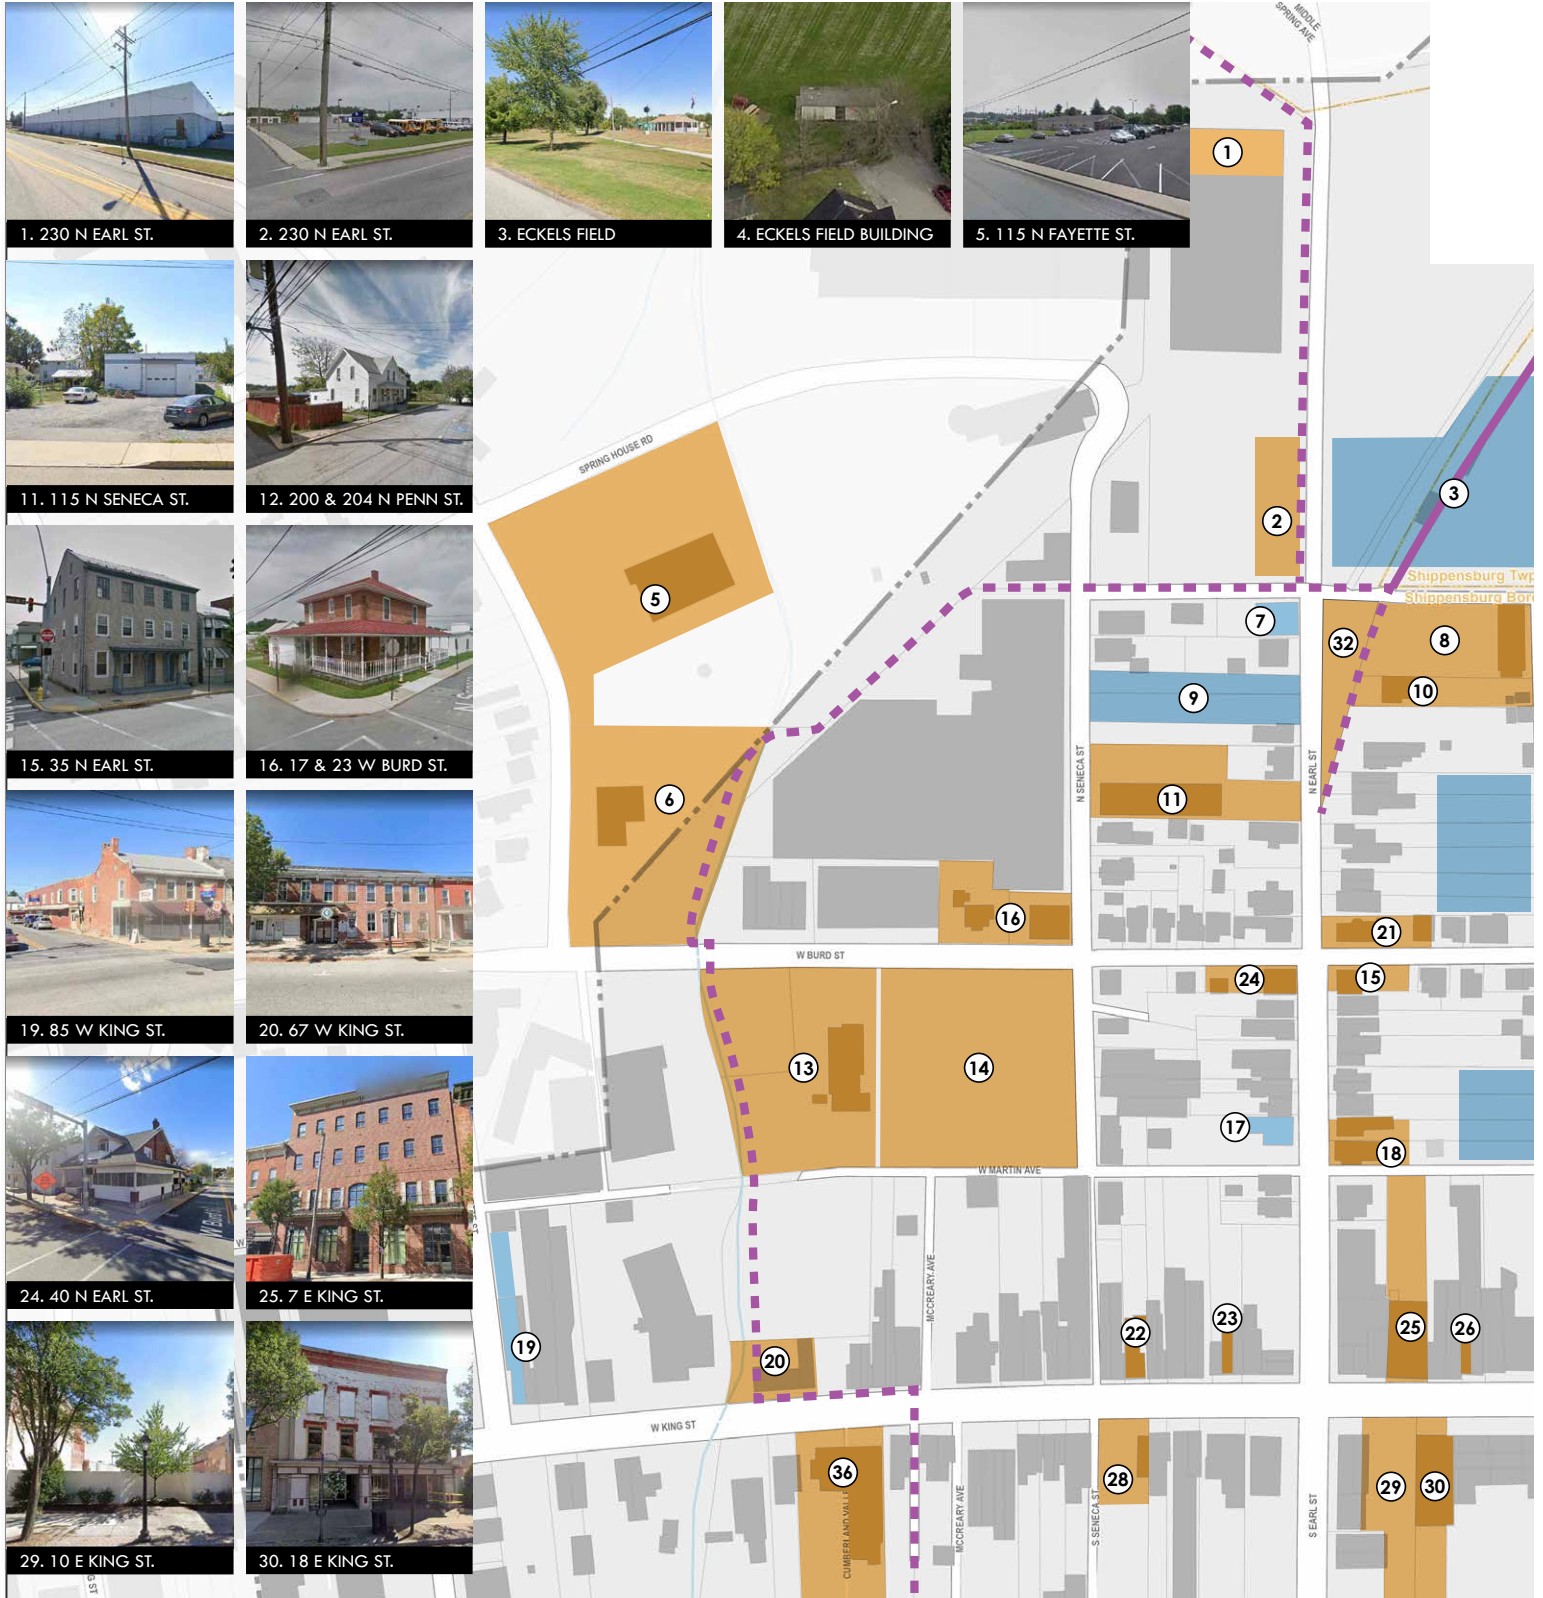 1. 230 N EARL ST.
2. 230 N EARL ST.
3. ECKELS FIELD
4. ECKELS FIELD BUILDING
5. 115 N FAYETTE ST.
11. 115 N SENECA ST.
12. 200 & 204 N PENN ST.
15. 35 N EARL ST.
16. 17 & 23 W BURD ST.
19. 85 W KING ST.
20. 67 W KING ST.
24. 40 N EARL ST.
25. 7 E KING ST.
29. 10 E KING ST.
30. 18 E KING ST.
MIDDLE
SPRING AVE
1
SPRING HOUSE RD
2
3
Shippensburg Twp
Shippensburg Boro
5
7
32
8
10
9
N SENECA ST
N EARL ST
6
11
16
21
W BURD ST
24
15
13
14
17
18
W MARTIN AVE
MCCREARY AVE
19
20
22
23
25
26
W KING ST
36
CUMBERLAND VALLE
MCCREARY AVE
28
S SENECA ST
S EARL ST
29
30
G ST